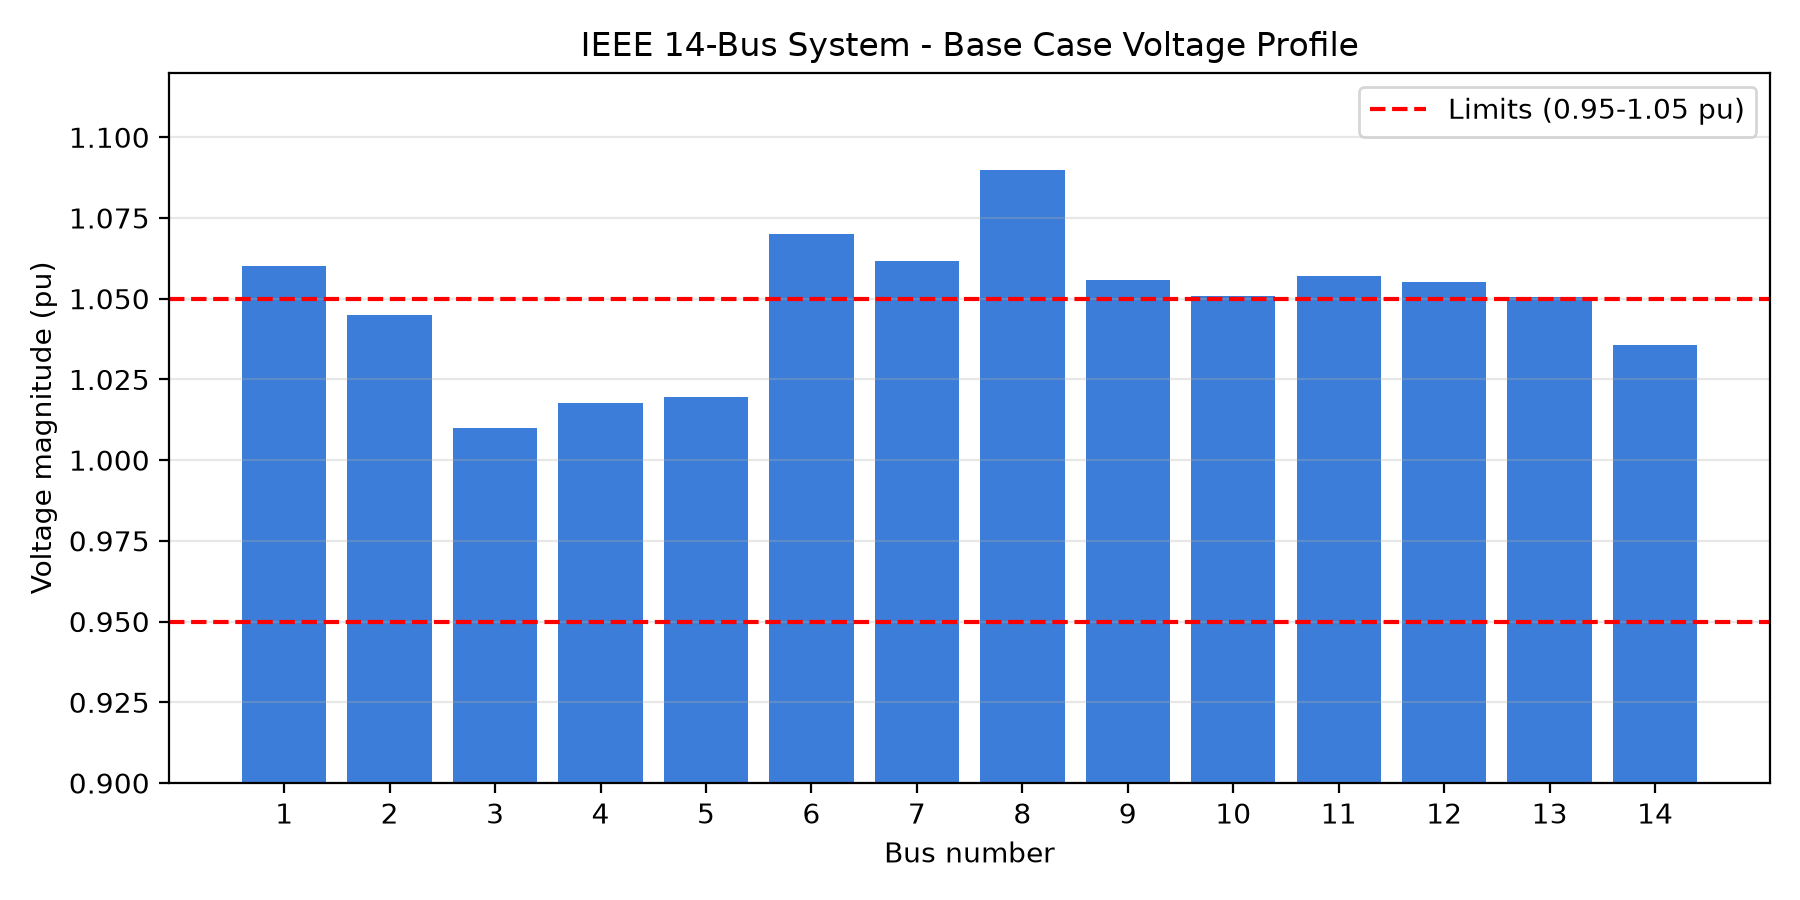 IEEE 14-Bus System - Base Case Voltage Profile
Limits (0.95-1.05 pu)
Voltage magnitude (pu)
1.100
1.075
1.050
1.025
1.000
0.975
0.950
0.925
0.900
1 2 3 4 5 6 7 8 9 10 11 12 13 14
Bus number